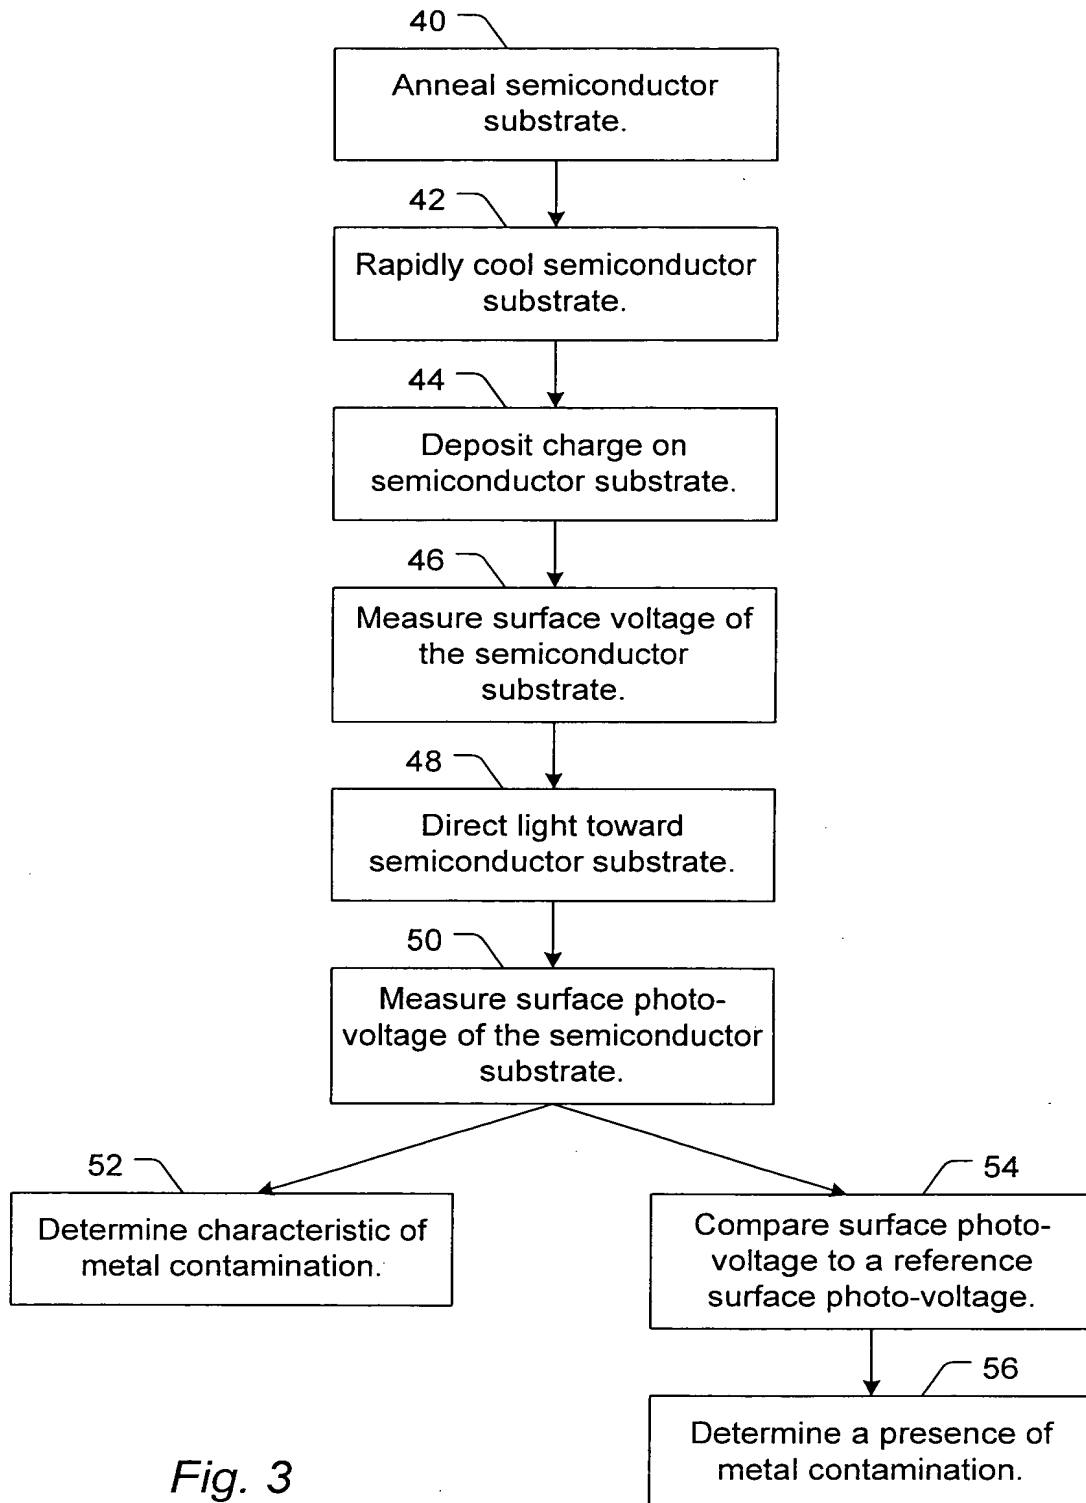 40
Anneal semiconductor
substrate.
42
Rapidly cool semiconductor
substrate.
44
Deposit charge on
semiconductor substrate.
46
Measure surface voltage of
the semiconductor
substrate.
48
Direct light toward
semiconductor substrate.
50
Measure surface photo-
voltage of the semiconductor
substrate.
52
Determine characteristic of
metal contamination.
54
Compare surface photo-
voltage to a reference
surface photo-voltage.
56
Determine a presence of
metal contamination.
Fig. 3